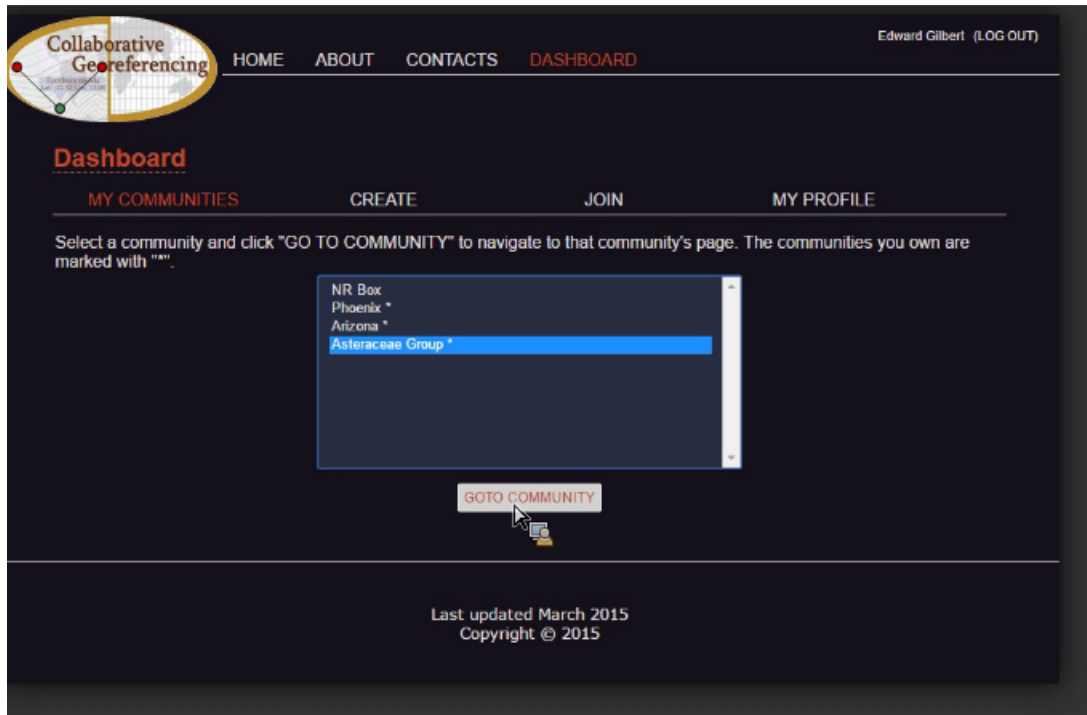 Collaborative
Georeferencing
HOME ABOUT CONTACTS DASHBOARD
Edward Gilbert (LOG OUT)
Dashboard
MY COMMUNITIES CREATE JOIN MY PROFILE
Select a community and click "GO TO COMMUNITY" to navigate to that community's page. The communities you own are
marked with "*".
NR Box
Phoenix *
Arizona *
Asteraceae Group *
GOTO COMMUNITY
Last updated March 2015
Copyright © 2015